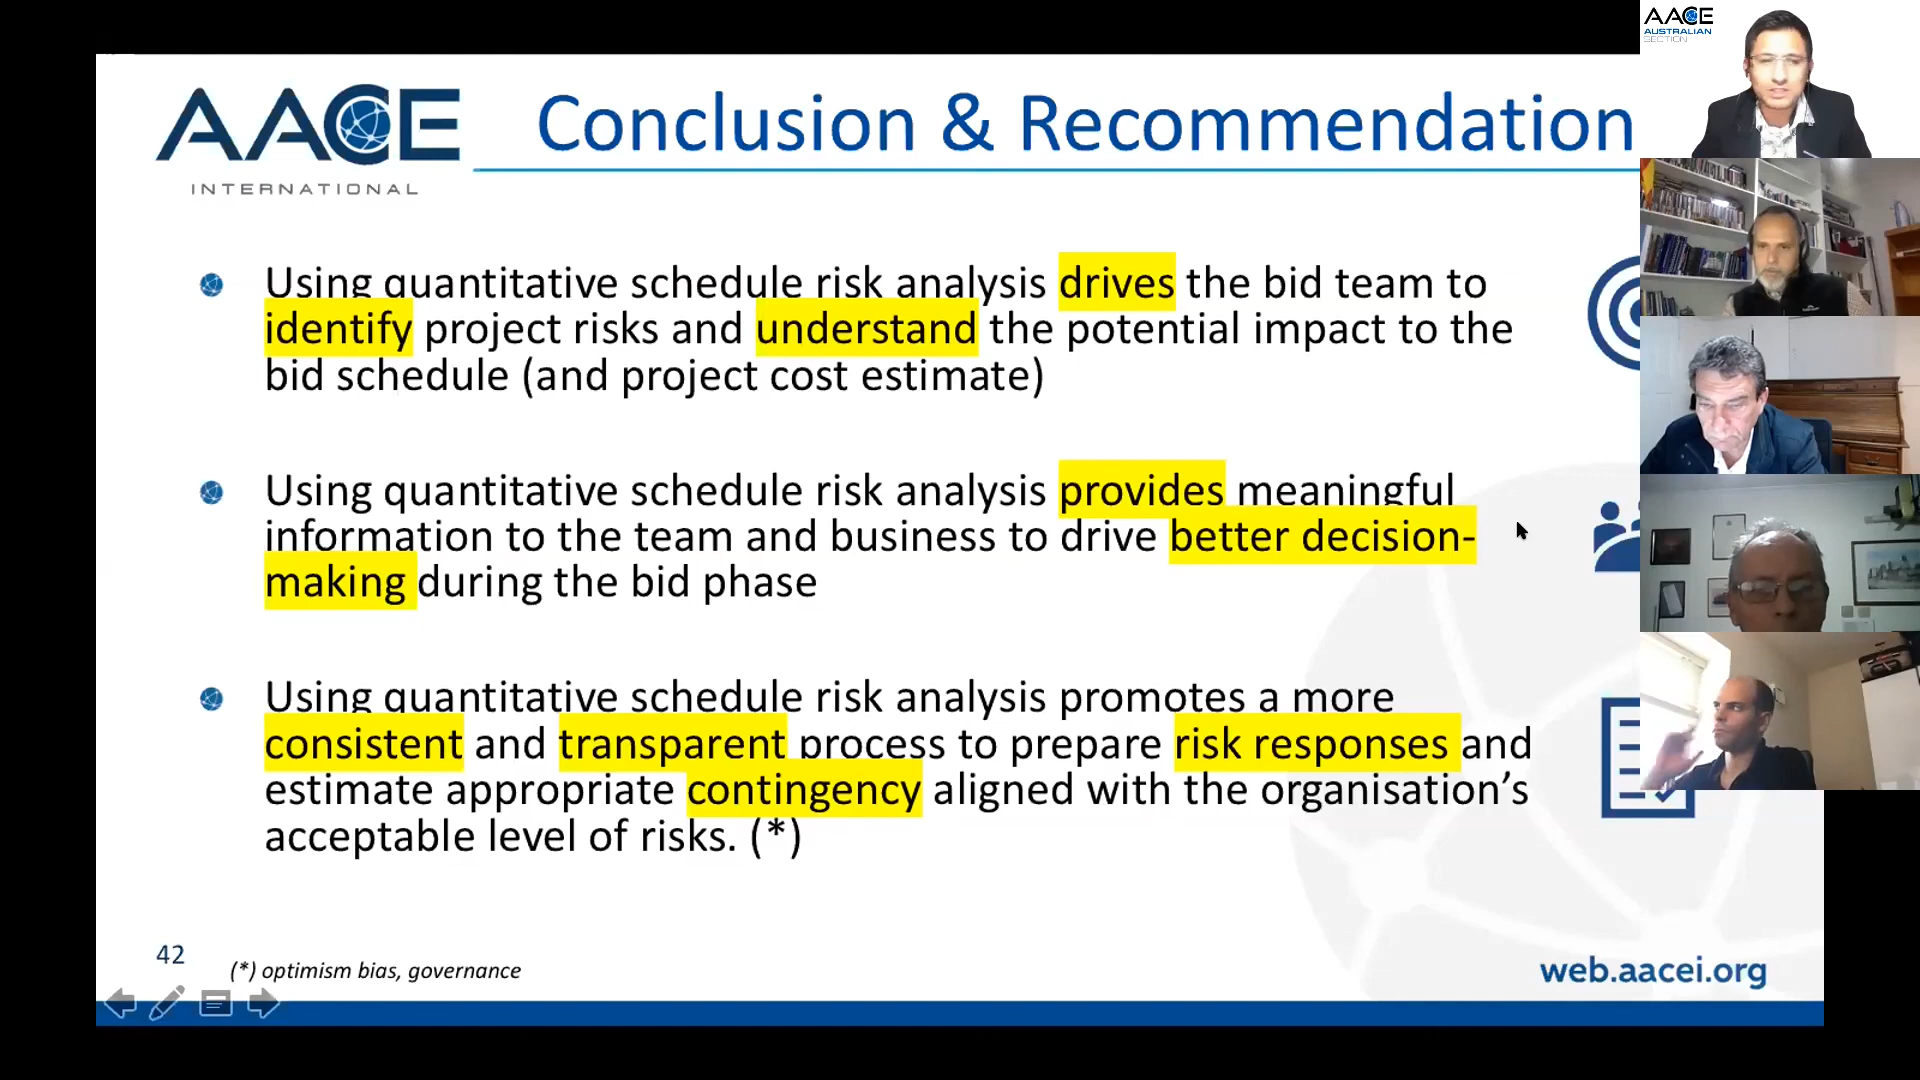 AACE
INTERNATIONAL
Conclusion & Recommendation
AACE
AUSTRALIAN
SECTION
Using quantitative schedule risk analysis drives the bid team to
identify project risks and understand the potential impact to the
bid schedule (and project cost estimate)
Using quantitative schedule risk analysis provides meaningful
information to the team and business to drive better decision-
making during the bid phase
Using quantitative schedule risk analysis promotes a more
consistent and transparent process to prepare risk responses and
estimate appropriate contingency aligned with the organisation’s
acceptable level of risks. (*)
42
(*) optimism bias, governance
web.aacei.org